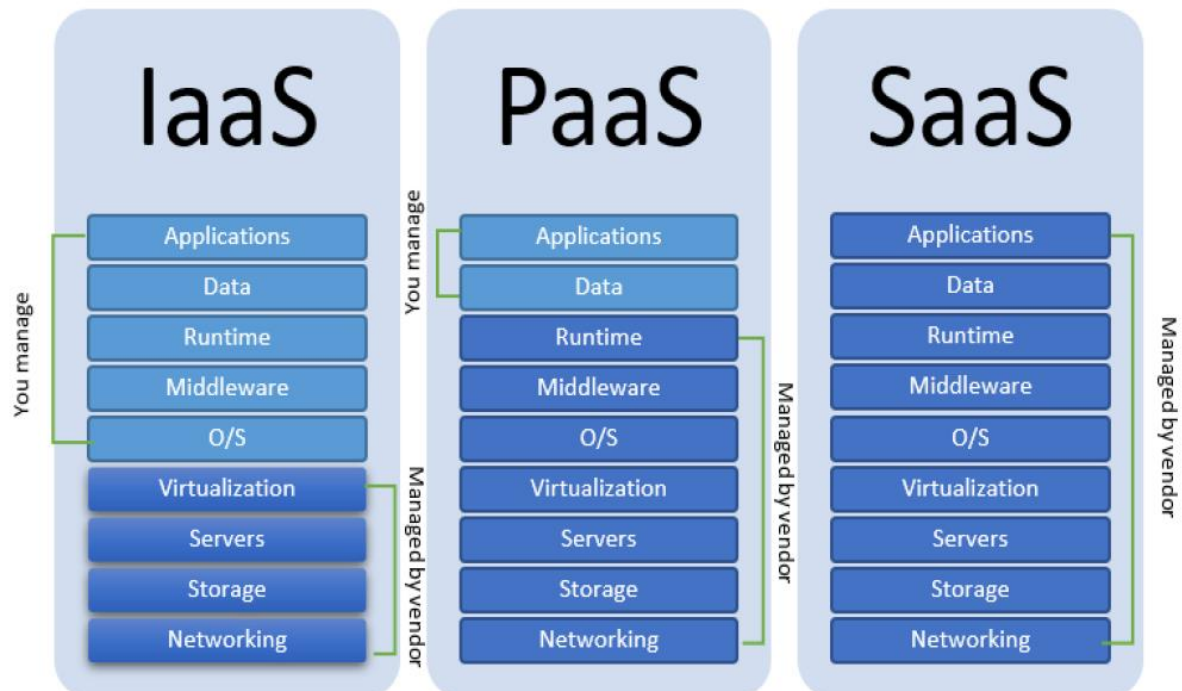 IaaS
You manage
Applications
Data
Runtime
Middleware
O/S
Virtualization
Servers
Storage
Networking
Managed by vendor
PaaS
You manage
Applications
Data
Runtime
Middleware
O/S
Virtualization
Servers
Storage
Networking
Managed by vendor
SaaS
Applications
Data
Runtime
Middleware
O/S
Virtualization
Servers
Storage
Networking
Managed by vendor